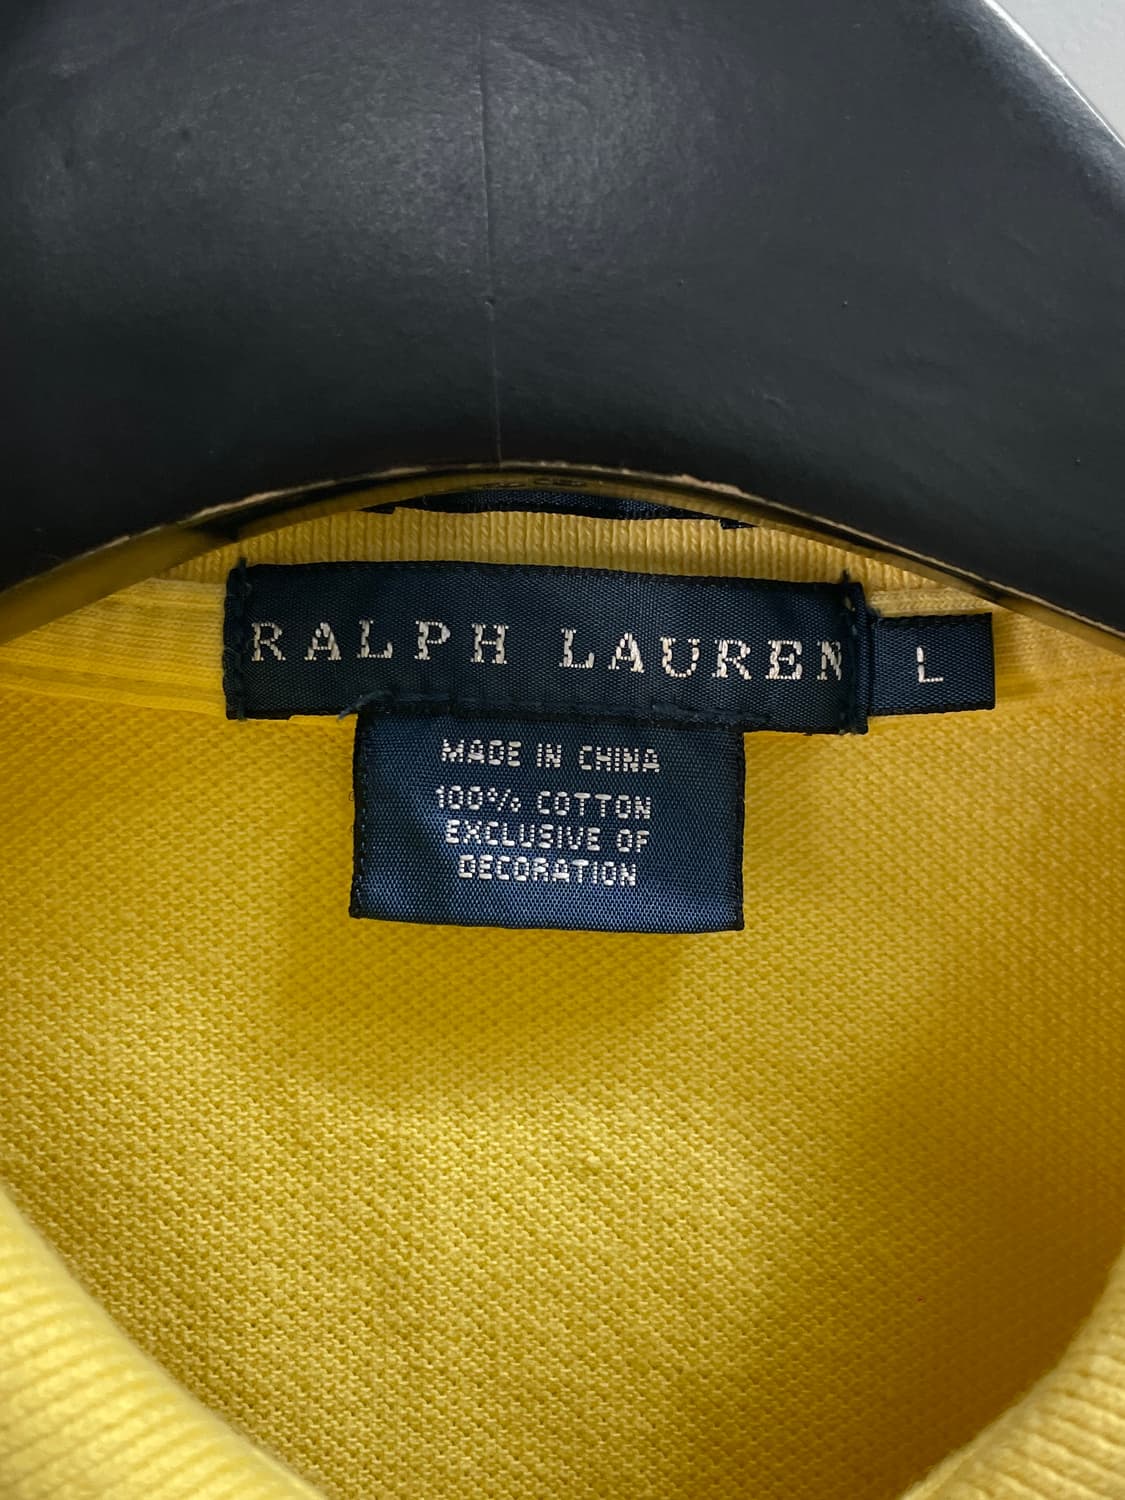 RALPH LAUREN
L
MADE IN CHINA
100% COTTON
EXCLUSIVE OF
DECORATION